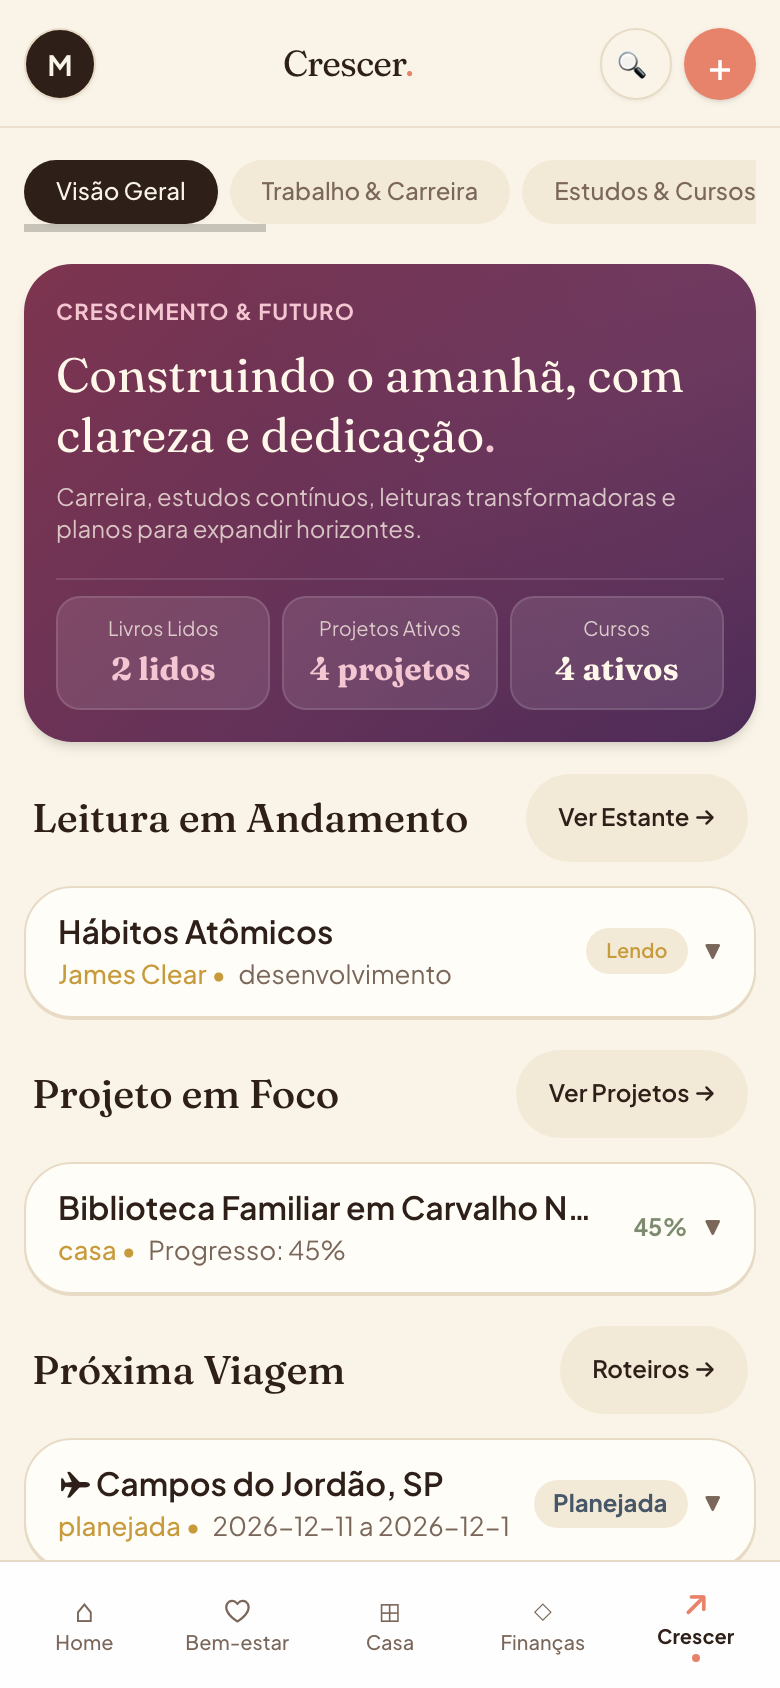 M
Crescer.
+
Visão Geral
Trabalho & Carreira
Estudos & Cursos
CRESCIMENTO & FUTURO
Construindo o amanhã, com
clareza e dedicação.
Carreira, estudos contínuos, leituras transformadoras e
planos para expandir horizontes.
Livros Lidos
2 lidos
Projetos Ativos
4 projetos
Cursos
4 ativos
Leitura em Andamento
Ver Estante →
Hábitos Atômicos
James Clear • desenvolvimento
Lendo ▼
Projeto em Foco
Ver Projetos →
Biblioteca Familiar em Carvalho N...
casa • Progresso: 45%
45% ▼
Próxima Viagem
Roteiros →
✈ Campos do Jordão, SP
planejada • 2026-12-11 a 2026-12-1
Planejada ▼
Home
Bem-estar
Casa
Finanças
Crescer